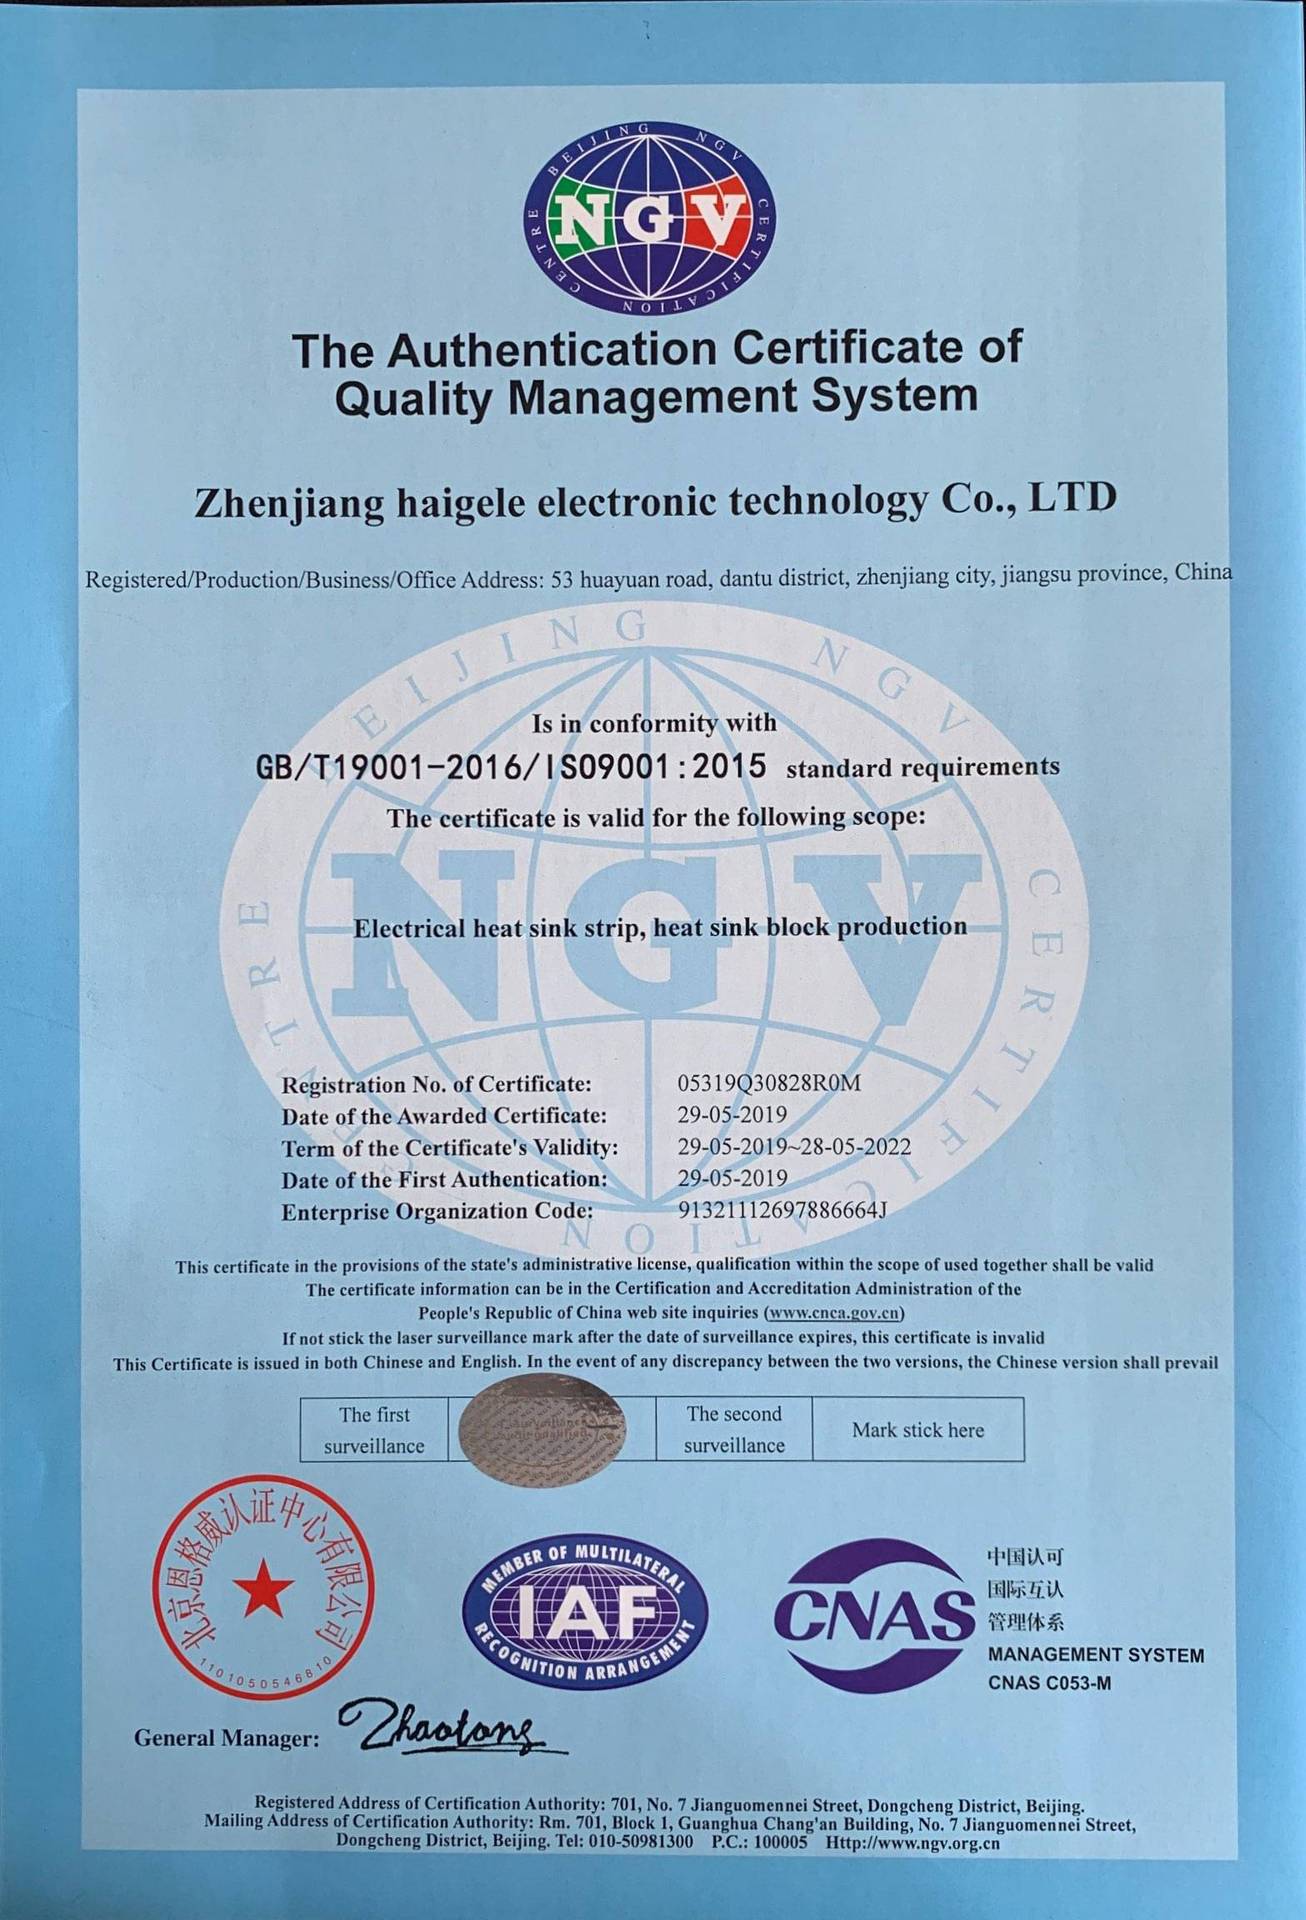 BEIJING NGV CERTIFICATION CENTRE
NGV
The Authentication Certificate of
Quality Management System
Zhenjiang haigele electronic technology Co., LTD
Registered/Production/Business/Office Address: 53 huayuan road, dantu district, zhenjiang city, jiangsu province, China
BEIJING NGV CERTIFICATION CENTRE
NGV
Is in conformity with
GB/T19001-2016/ISO9001:2015 standard requirements
The certificate is valid for the following scope:
Electrical heat sink strip, heat sink block production
Registration No. of Certificate: 05319Q30828R0M
Date of the Awarded Certificate: 29-05-2019
Term of the Certificate's Validity: 29-05-2019~28-05-2022
Date of the First Authentication: 29-05-2019
Enterprise Organization Code: 91321112697886664J
This certificate in the provisions of the state's administrative license, qualification within the scope of used together shall be valid
The certificate information can be in the Certification and Accreditation Administration of the
People's Republic of China web site inquiries (www.cnca.gov.cn)
If not stick the laser surveillance mark after the date of surveillance expires, this certificate is invalid
This Certificate is issued in both Chinese and English. In the event of any discrepancy between the two versions, the Chinese version shall prevail
The first
surveillance
The second
surveillance
Mark stick here
北京恩格威认证中心有限公司
1101050546810
MEMBER OF MULTILATERAL
IAF
RECOGNITION ARRANGEMENT
CNAS
中国认可
国际互认
管理体系
MANAGEMENT SYSTEM
CNAS C053-M
General Manager: Zhaotong
Registered Address of Certification Authority: 701, No. 7 Jianguomennei Street, Dongcheng District, Beijing.
Mailing Address of Certification Authority: Rm. 701, Block 1, Guanghua Chang'an Building, No. 7 Jianguomennei Street,
Dongcheng District, Beijing. Tel: 010-50981300 P.C.: 100005 Http://www.ngv.org.cn